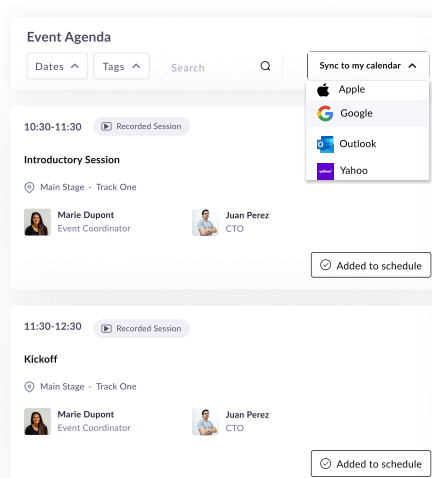 Event Agenda
Dates
Tags
Search
Sync to my calendar
Apple
Google
Outlook
Yahoo
10:30-11:30 Recorded Session
Introductory Session
Main Stage - Track One
Marie Dupont
Event Coordinator
Juan Perez
CTO
Added to schedule
11:30-12:30 Recorded Session
Kickoff
Main Stage - Track One
Marie Dupont
Event Coordinator
Juan Perez
CTO
Added to schedule